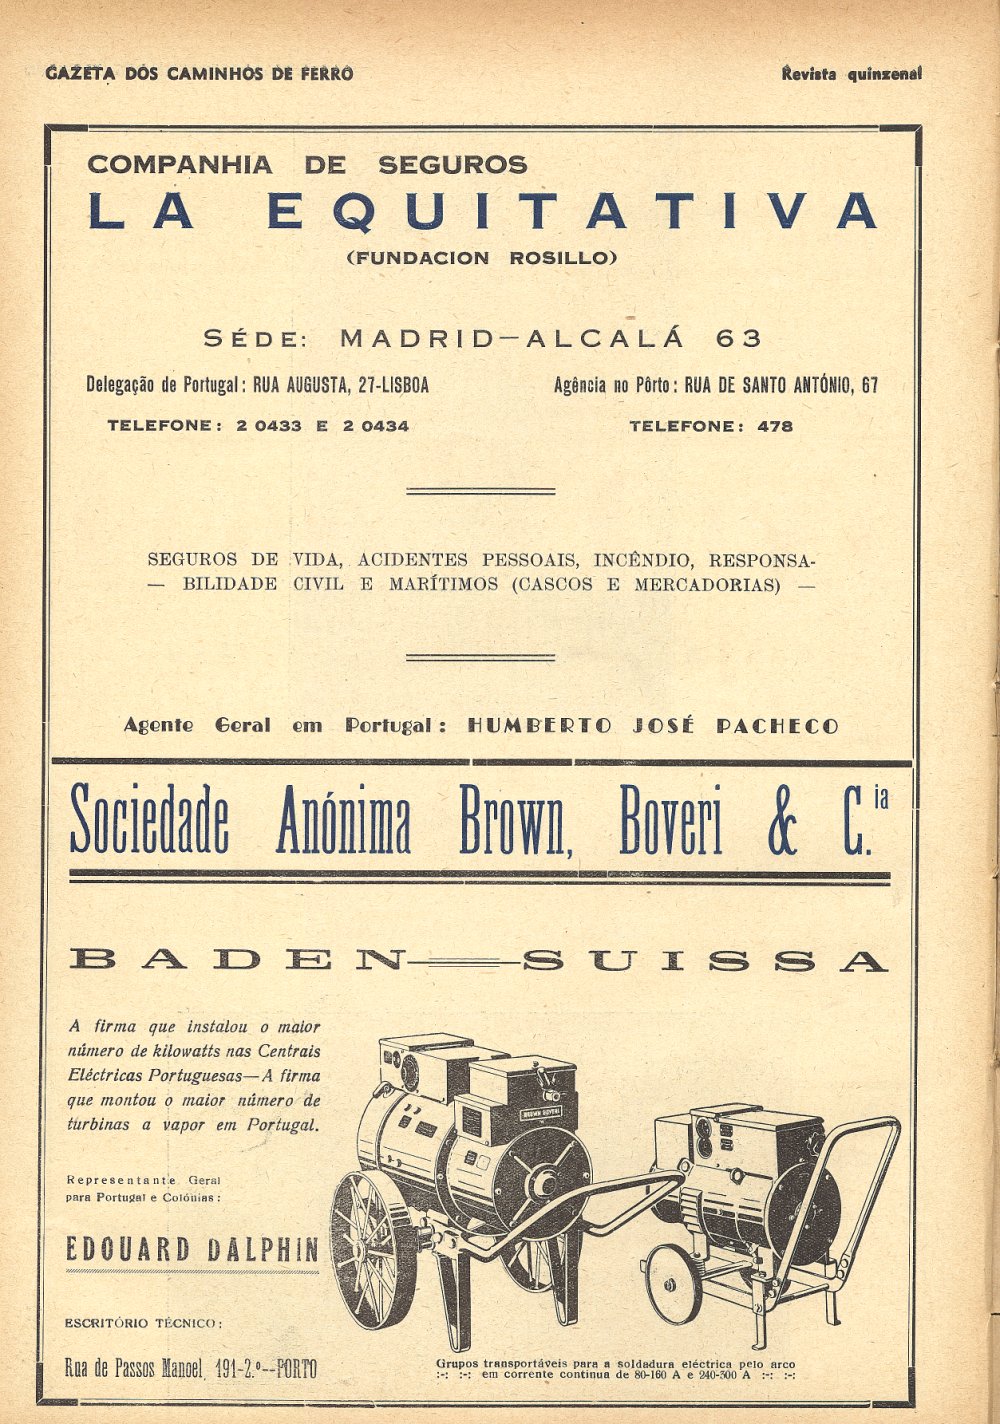 GAZETA DOS CAMINHOS DE FERRO
Revista quinzenal
COMPANHIA DE SEGUROS
LA EQUITATIVA
(FUNDACION ROSILLO)
SÉDE: MADRID—ALCALÁ 63
Delegação de Portugal: RUA AUGUSTA, 27-LISBOA
TELEFONE: 2 0433 E 2 0434
Agência no Pôrto: RUA DE SANTO ANTÓNIO, 67
TELEFONE: 478
SEGUROS DE VIDA, ACIDENTES PESSOAIS, INCÊNDIO, RESPONSA-
— BILIDADE CIVIL E MARÍTIMOS (CASCOS E MERCADORIAS) —
Agente Geral em Portugal: HUMBERTO JOSÉ PACHECO
Sociedade Anónima Brown, Boveri & C.ia
BADEN—SUISSA
A firma que instalou o maior
número de kilowatts nas Centrais
Eléctricas Portuguesas—A firma
que montou o maior número de
turbinas a vapor em Portugal.
Representante Geral
para Portugal e Colónias:
EDOUARD DALPHIN
ESCRITÓRIO TÉCNICO:
Rua de Passos Manoel, 191-2.º--PORTO
BROWN BOVERI
Grupos transportáveis para a soldadura eléctrica pelo arco
:-: :-: em corrente continua de 80-160 A e 240-300 A :-: :-: